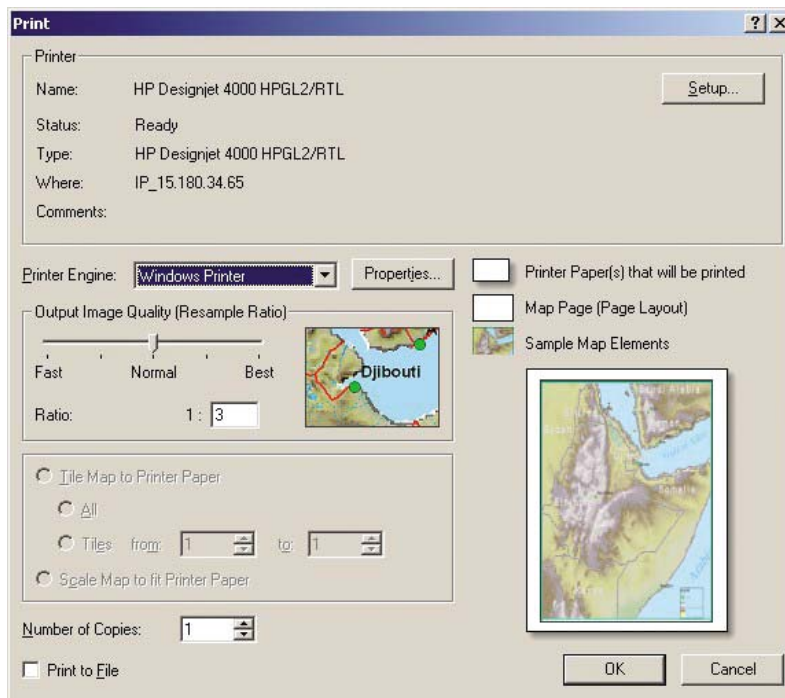 Print
Printer
Name: HP Designjet 4000 HPGL2/RTL
Setup...
Status: Ready
Type: HP Designjet 4000 HPGL2/RTL
Where: IP_15.180.34.65
Comments:
Printer Engine: Windows Printer
Properties...
Printer Paper(s) that will be printed
Map Page (Page Layout)
Sample Map Elements
Output Image Quality (Resample Ratio)
Fast Normal Best
Ratio: 1 : 3
Djibouti
Tile Map to Printer Paper
All
Tiles from: 1 to: 1
Scale Map to fit Printer Paper
Number of Copies: 1
Print to File
Saudi Arabia
Somalia
OK
Cancel